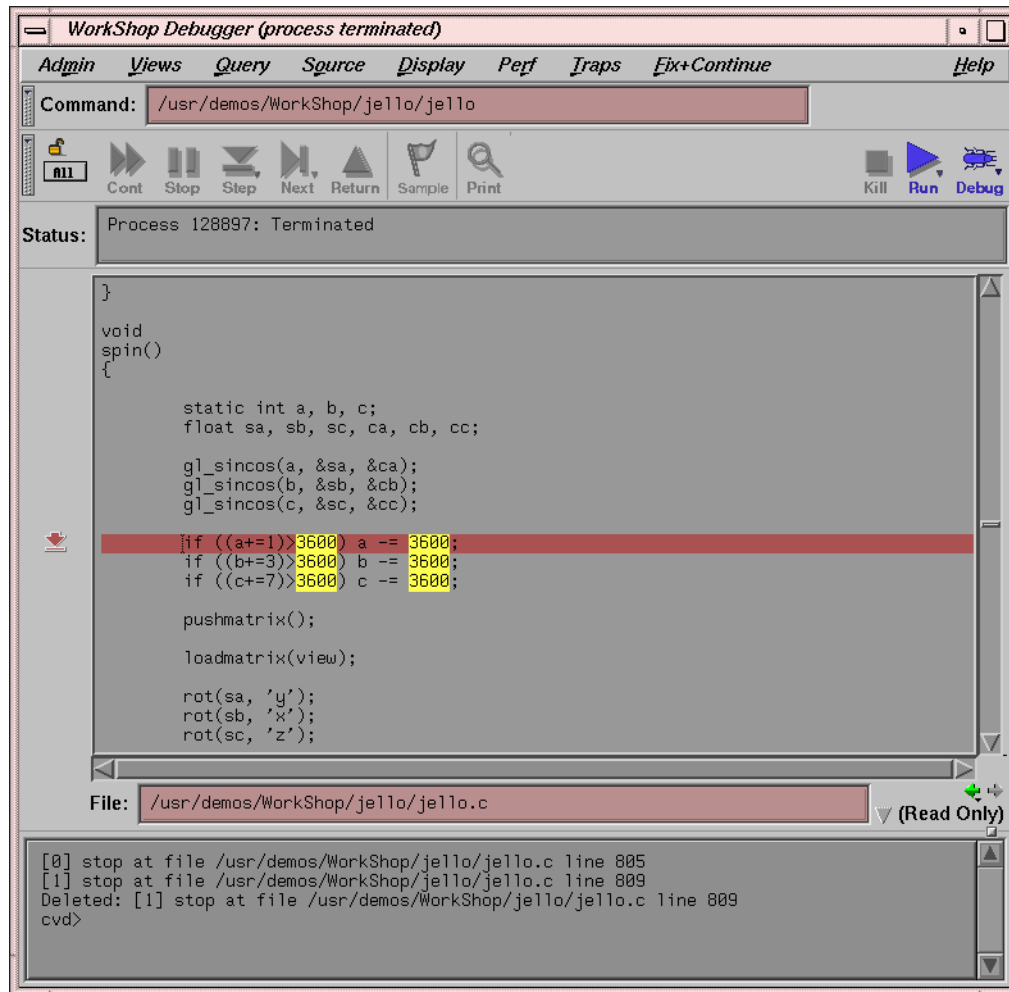 WorkShop Debugger (process terminated)
Admin Views Query Source Display Perf Traps Fix+Continue Help
Command: /usr/demos/WorkShop/jello/jello
All Cont Stop Step Next Return Sample Print Kill Run Debug
Status: Process 128897: Terminated
}
void
spin()
{
static int a, b, c;
float sa, sb, sc, ca, cb, cc;
gl_sincos(a, &sa, &ca);
gl_sincos(b, &sb, &cb);
gl_sincos(c, &sc, &cc);
if ((a+=1)>3600) a -= 3600;
if ((b+=3)>3600) b -= 3600;
if ((c+=7)>3600) c -= 3600;
pushmatrix();
loadmatrix(view);
rot(sa, 'y');
rot(sb, 'x');
rot(sc, 'z');
File: /usr/demos/WorkShop/jello/jello.c (Read Only)
[0] stop at file /usr/demos/WorkShop/jello/jello.c line 805
[1] stop at file /usr/demos/WorkShop/jello/jello.c line 809
Deleted: [1] stop at file /usr/demos/WorkShop/jello/jello.c line 809
cvd>